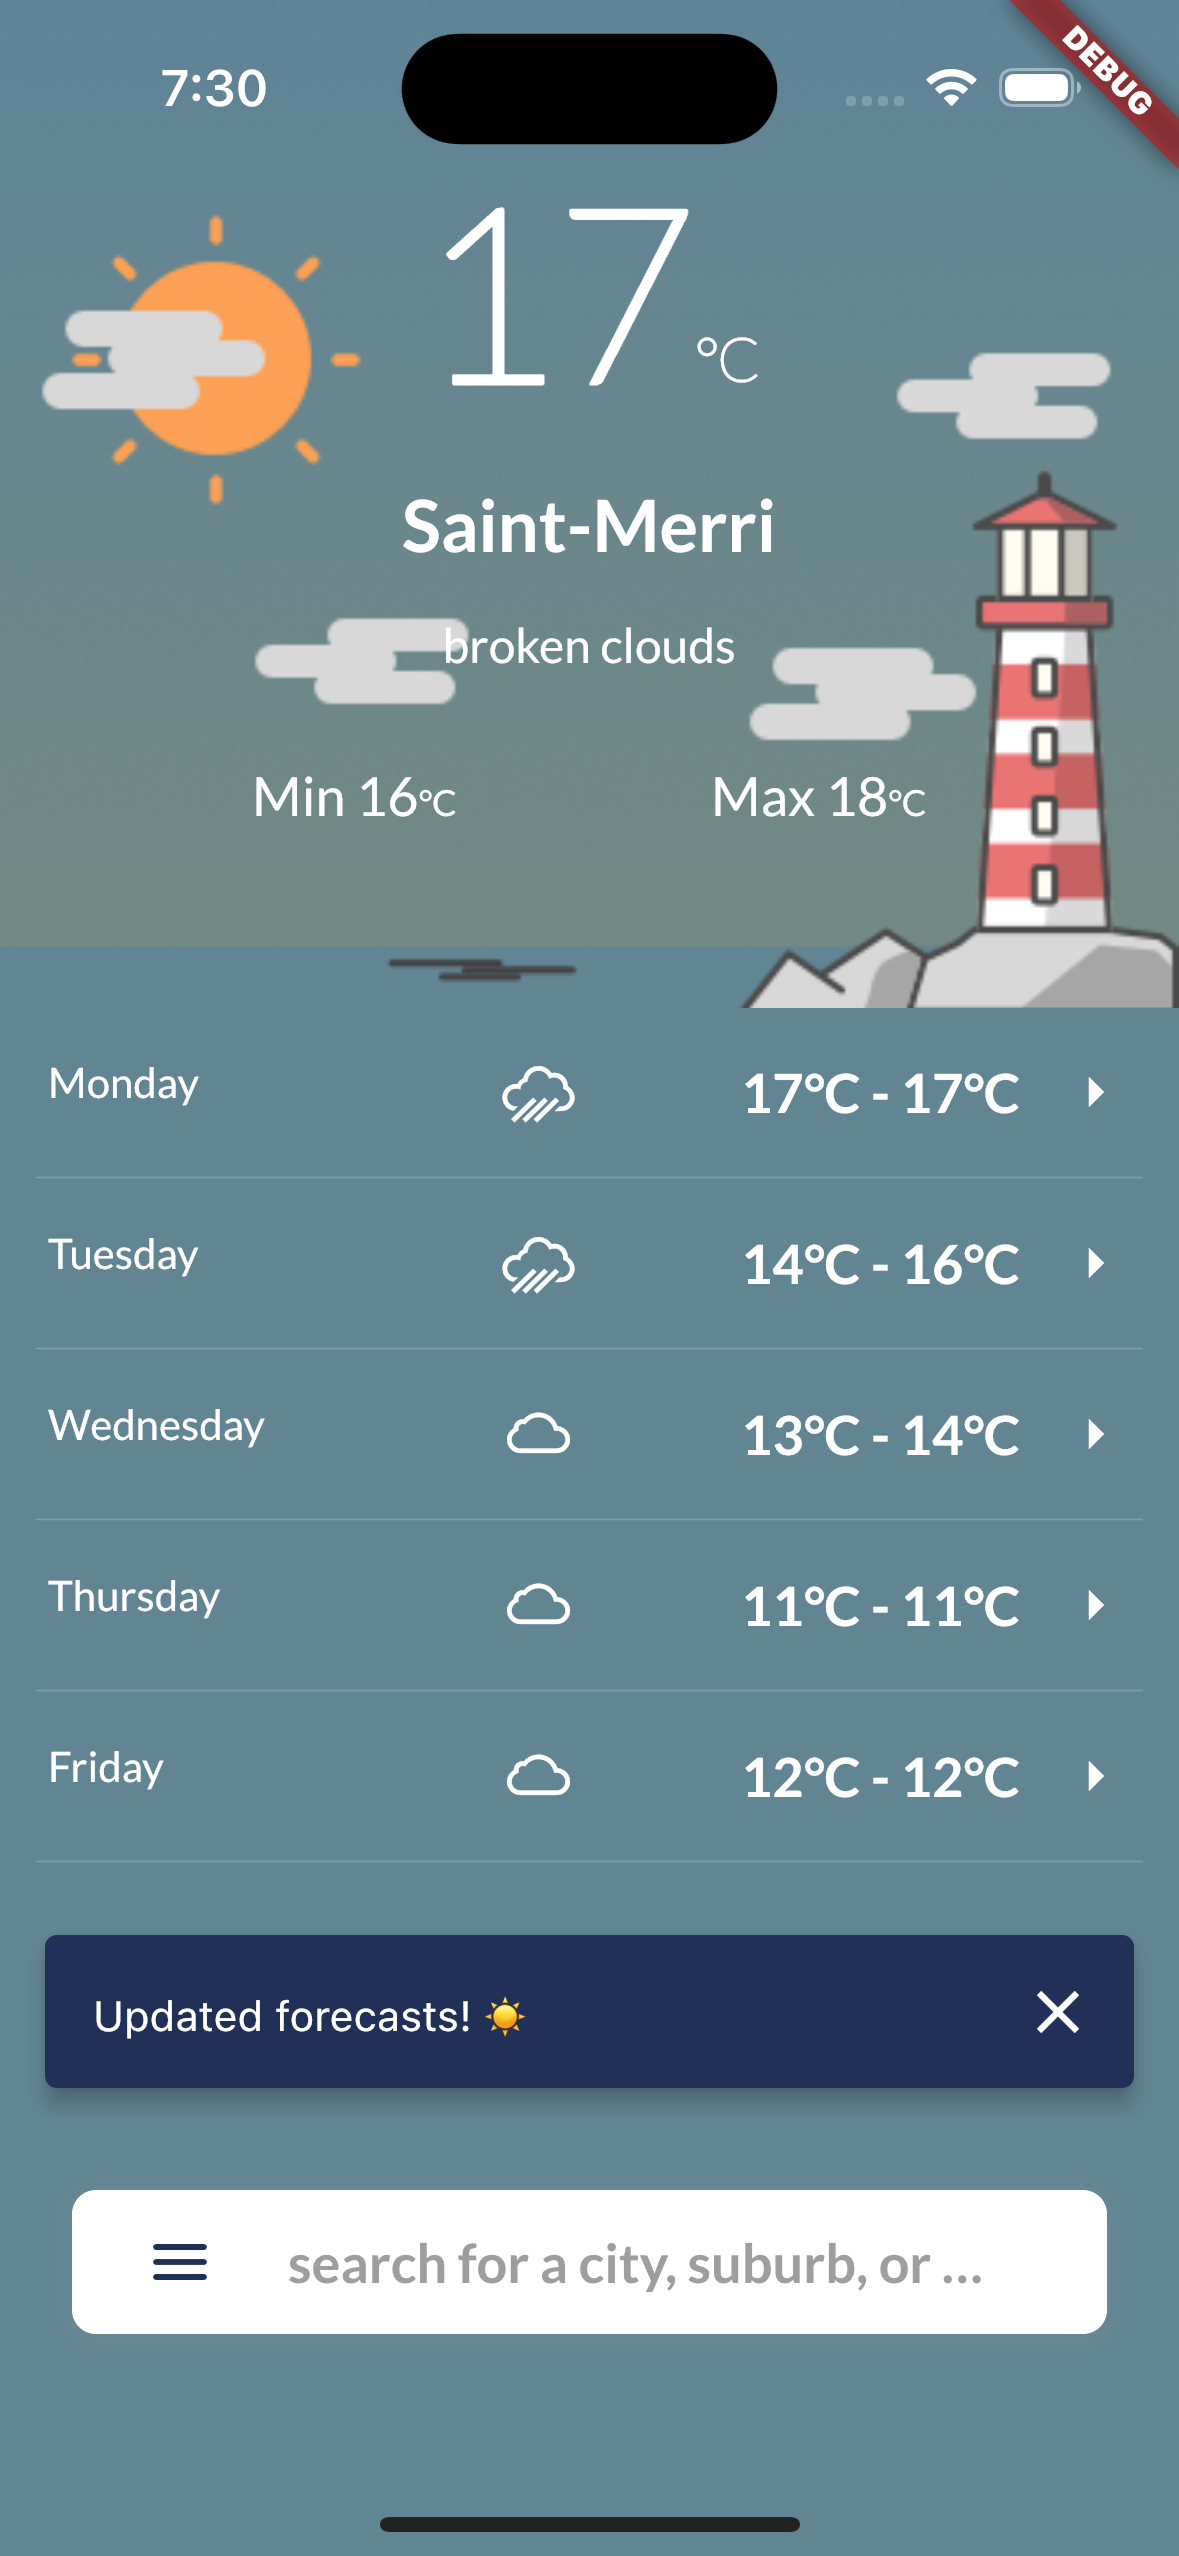 7:30
DEBUG
17°C
Saint-Merri
broken clouds
Min 16°C
Max 18°C
Monday 17°C - 17°C
Tuesday 14°C - 16°C
Wednesday 13°C - 14°C
Thursday 11°C - 11°C
Friday 12°C - 12°C
Updated forecasts! ☀️
search for a city, suburb, or ...